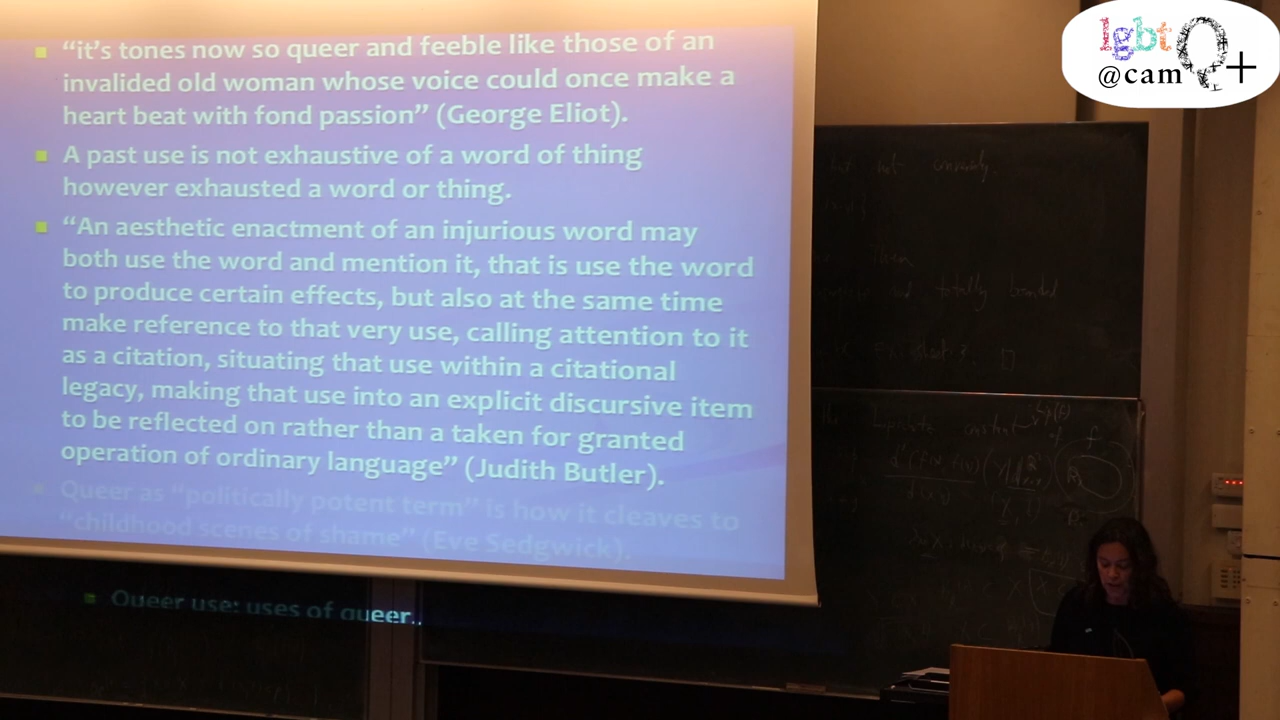 lgbt
@cam Q+
“it's tones now so queer and feeble like those of an
invalided old woman whose voice could once make a
heart beat with fond passion” (George Eliot).
A past use is not exhaustive of a word of thing
however exhausted a word or thing.
“An aesthetic enactment of an injurious word may
both use the word and mention it, that is use the word
to produce certain effects, but also at the same time
make reference to that very use, calling attention to it
as a citation, situating that use within a citational
legacy, making that use into an explicit discursive item
to be reflected on rather than a taken for granted
operation of ordinary language” (Judith Butler).
Queer as “politically potent term” is how it cleaves to
“childhood scenes of shame” (Eve Sedgwick),
Queer use: uses of queer..
but not conversely.
totally bounded
constant